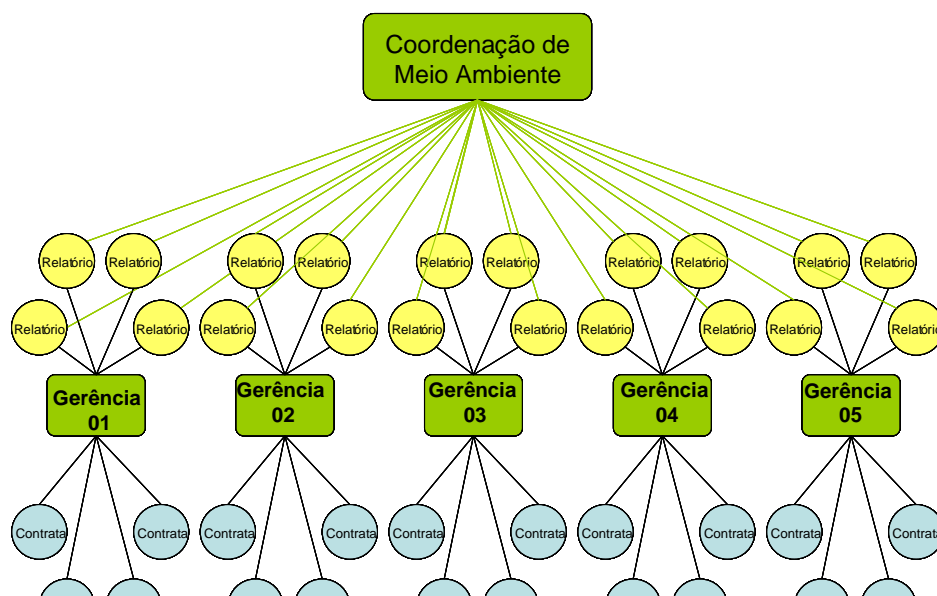 Coordenação de
Meio Ambiente
Relatório Relatório Relatório Relatório Relatório Relatório Relatório Relatório Relatório Relatório
Relatório Relatório Relatório Relatório Relatório Relatório Relatório Relatório Relatório Relatório
Gerência
01
Gerência
02
Gerência
03
Gerência
04
Gerência
05
Contrata Contrata Contrata Contrata Contrata Contrata Contrata Contrata Contrata Contrata